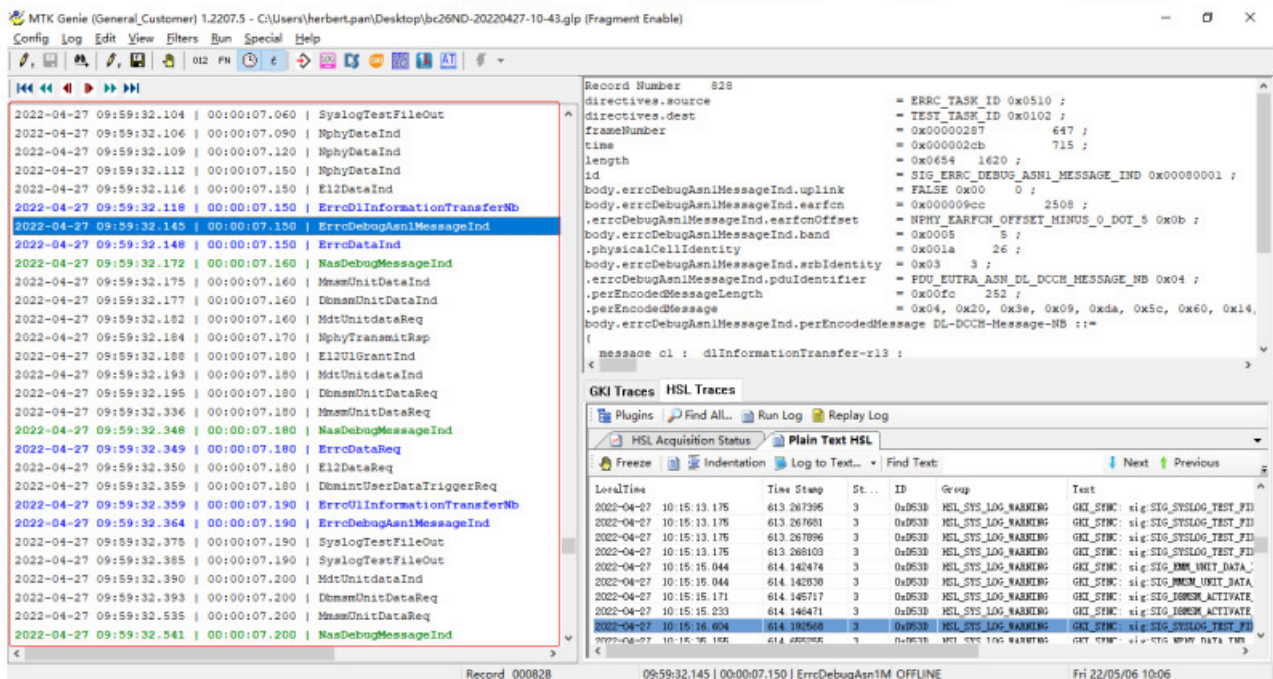 MTK Genie (General_Customer) 1.2207.5 - C:\Users\herbert.pan\Desktop\bc26ND-20220427-10-43.glp (Fragment Enable)
Config Log Edit View Filters Run Special Help
012 FN
AT
2022-04-27 09:59:32.104 | 00:00:07.060 | SyslogTestFileOut
2022-04-27 09:59:32.106 | 00:00:07.090 | NphyDataInd
2022-04-27 09:59:32.109 | 00:00:07.120 | NphyDataInd
2022-04-27 09:59:32.112 | 00:00:07.150 | NphyDataInd
2022-04-27 09:59:32.116 | 00:00:07.150 | El2DataInd
2022-04-27 09:59:32.118 | 00:00:07.150 | ErrcDlInformationTransferNb
2022-04-27 09:59:32.145 | 00:00:07.150 | ErrcDebugAsn1MessageInd
2022-04-27 09:59:32.148 | 00:00:07.150 | ErrcDataInd
2022-04-27 09:59:32.172 | 00:00:07.160 | NasDebugMessageInd
2022-04-27 09:59:32.175 | 00:00:07.160 | MmsmUnitDataInd
2022-04-27 09:59:32.177 | 00:00:07.160 | DbmsmUnitDataInd
2022-04-27 09:59:32.182 | 00:00:07.160 | MdtUnitdataReq
2022-04-27 09:59:32.184 | 00:00:07.170 | NphyTransmitRsp
2022-04-27 09:59:32.188 | 00:00:07.180 | El2UlGrantInd
2022-04-27 09:59:32.193 | 00:00:07.180 | MdtUnitdataInd
2022-04-27 09:59:32.195 | 00:00:07.180 | DbmsmUnitDataReq
2022-04-27 09:59:32.336 | 00:00:07.180 | MmsmUnitDataReq
2022-04-27 09:59:32.348 | 00:00:07.180 | NasDebugMessageInd
2022-04-27 09:59:32.349 | 00:00:07.180 | ErrcDataReq
2022-04-27 09:59:32.350 | 00:00:07.180 | El2DataReq
2022-04-27 09:59:32.359 | 00:00:07.180 | DbmintUserDataTriggerReq
2022-04-27 09:59:32.359 | 00:00:07.190 | ErrcUlInformationTransferNb
2022-04-27 09:59:32.364 | 00:00:07.190 | ErrcDebugAsn1MessageInd
2022-04-27 09:59:32.375 | 00:00:07.190 | SyslogTestFileOut
2022-04-27 09:59:32.385 | 00:00:07.190 | SyslogTestFileOut
2022-04-27 09:59:32.390 | 00:00:07.200 | MdtUnitdataInd
2022-04-27 09:59:32.393 | 00:00:07.200 | DbmsmUnitDataReq
2022-04-27 09:59:32.535 | 00:00:07.200 | MmsmUnitDataReq
2022-04-27 09:59:32.541 | 00:00:07.200 | NasDebugMessageInd
Record Number 828
directives.source = ERRC_TASK_ID 0x0510 ;
directives.dest = TEST_TASK_ID 0x0102 ;
frameNumber = 0x00000287 647 ;
time = 0x000002cb 715 ;
length = 0x0654 1620 ;
id = SIG_ERRC_DEBUG_ASN1_MESSAGE_IND 0x00080001 ;
body.errcDebugAsn1MessageInd.uplink = FALSE 0x00 0 ;
body.errcDebugAsn1MessageInd.earfcn = 0x000009cc 2508 ;
.errcDebugAsn1MessageInd.earfcnOffset = NPHY_EARFCN_OFFSET_MINUS_0_DOT_5 0x0b ;
body.errcDebugAsn1MessageInd.band = 0x0005 5 ;
.physicalCellIdentity = 0x001a 26 ;
body.errcDebugAsn1MessageInd.srbIdentity = 0x03 3 ;
.errcDebugAsn1MessageInd.pduIdentifier = PDU_EUTRA_ASN_DL_DCCH_MESSAGE_NB 0x04 ;
.perEncodedMessageLength = 0x00fc 252 ;
.perEncodedMessage = 0x04, 0x20, 0x3e, 0x09, 0xda, 0x5c, 0x60, 0x14,
body.errcDebugAsn1MessageInd.perEncodedMessage DL-DCCH-Message-NB ::=
{
message c1 : dlInformationTransfer-r13 :
GKI Traces HSL Traces
Plugins Find All... Run Log Replay Log
HSL Acquisition Status Plain Text HSL
Freeze Indentation Log to Text... Find Text: Next Previous
LocalTime Time Stamp St... ID Group Text
2022-04-27 10:15:13.175 613.267395 3 0xD53D HSL_SYS_LOG_WARNING GKI_SYNC: sig:SIG_SYSLOG_TEST_FI
2022-04-27 10:15:13.175 613.267681 3 0xD53D HSL_SYS_LOG_WARNING GKI_SYNC: sig:SIG_SYSLOG_TEST_FI
2022-04-27 10:15:13.175 613.267896 3 0xD53D HSL_SYS_LOG_WARNING GKI_SYNC: sig:SIG_SYSLOG_TEST_FI
2022-04-27 10:15:13.175 613.268103 3 0xD53D HSL_SYS_LOG_WARNING GKI_SYNC: sig:SIG_SYSLOG_TEST_FI
2022-04-27 10:15:15.044 614.142474 3 0xD53D HSL_SYS_LOG_WARNING GKI_SYNC: sig:SIG_EMM_UNIT_DATA_
2022-04-27 10:15:15.044 614.142838 3 0xD53D HSL_SYS_LOG_WARNING GKI_SYNC: sig:SIG_MMSM_UNIT_DATA_
2022-04-27 10:15:15.171 614.145717 3 0xD53D HSL_SYS_LOG_WARNING GKI_SYNC: sig:SIG_DBMSM_ACTIVATE_
2022-04-27 10:15:15.233 614.146471 3 0xD53D HSL_SYS_LOG_WARNING GKI_SYNC: sig:SIG_DBMSM_ACTIVATE_
2022-04-27 10:15:16.604 614.192568 3 0xD53D HSL_SYS_LOG_WARNING GKI_SYNC: sig:SIG_SYSLOG_TEST_FI
2022-04-27 10:15:35.155 614.655255 3 0xD53D HSL_SYS_LOG_WARNING GKI_SYNC: sig:SIG_NPHY_DATA_IND
Record 000828 09:59:32.145 | 00:00:07.150 | ErrcDebugAsn1M OFFLINE Fri 22/05/06 10:06